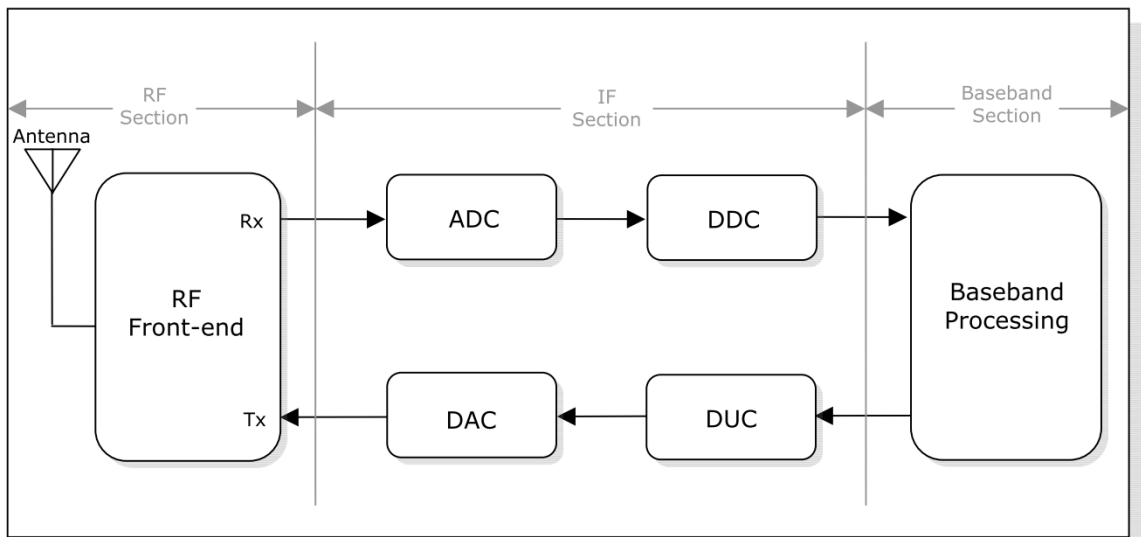 RF
Section
IF
Section
Baseband
Section
Antenna
Rx
ADC
DDC
RF
Front-end
Baseband
Processing
Tx
DAC
DUC